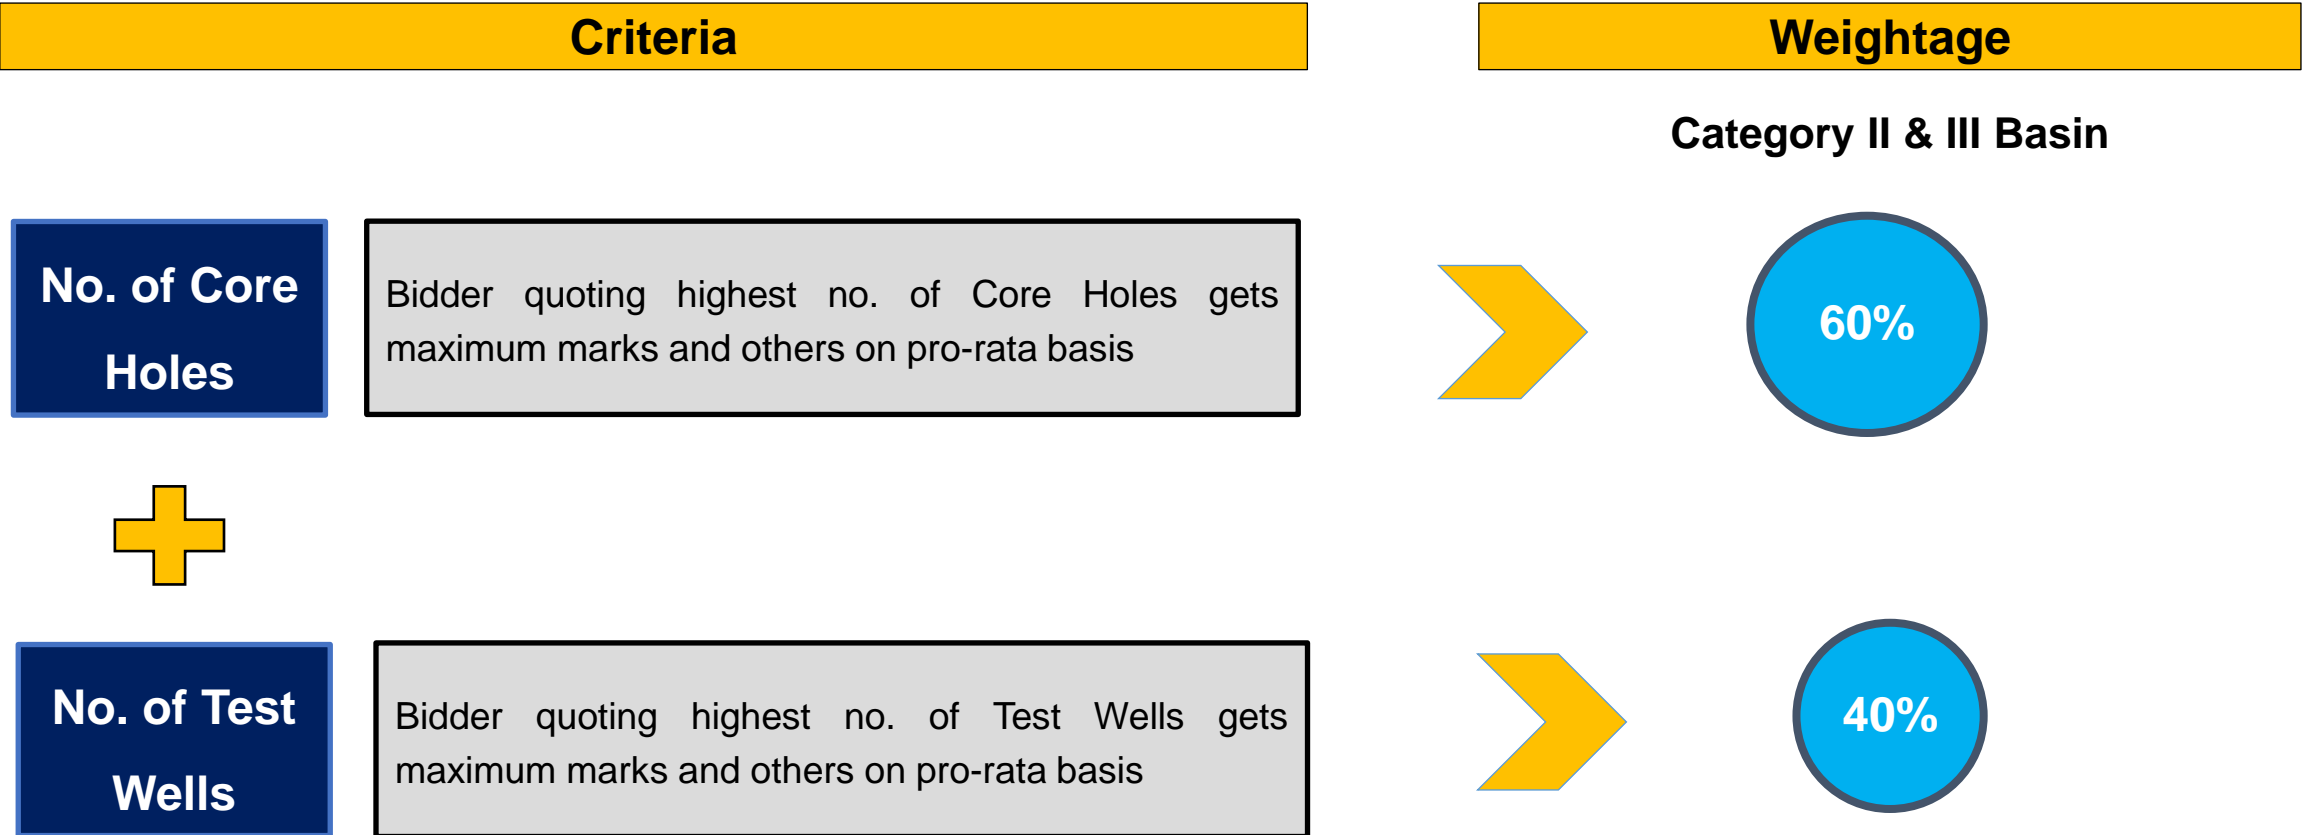 Criteria
Weightage
Category II & III Basin
No. of Core
Holes
Bidder quoting highest no. of Core Holes gets
maximum marks and others on pro-rata basis
60%
No. of Test
Wells
Bidder quoting highest no. of Test Wells gets
maximum marks and others on pro-rata basis
40%